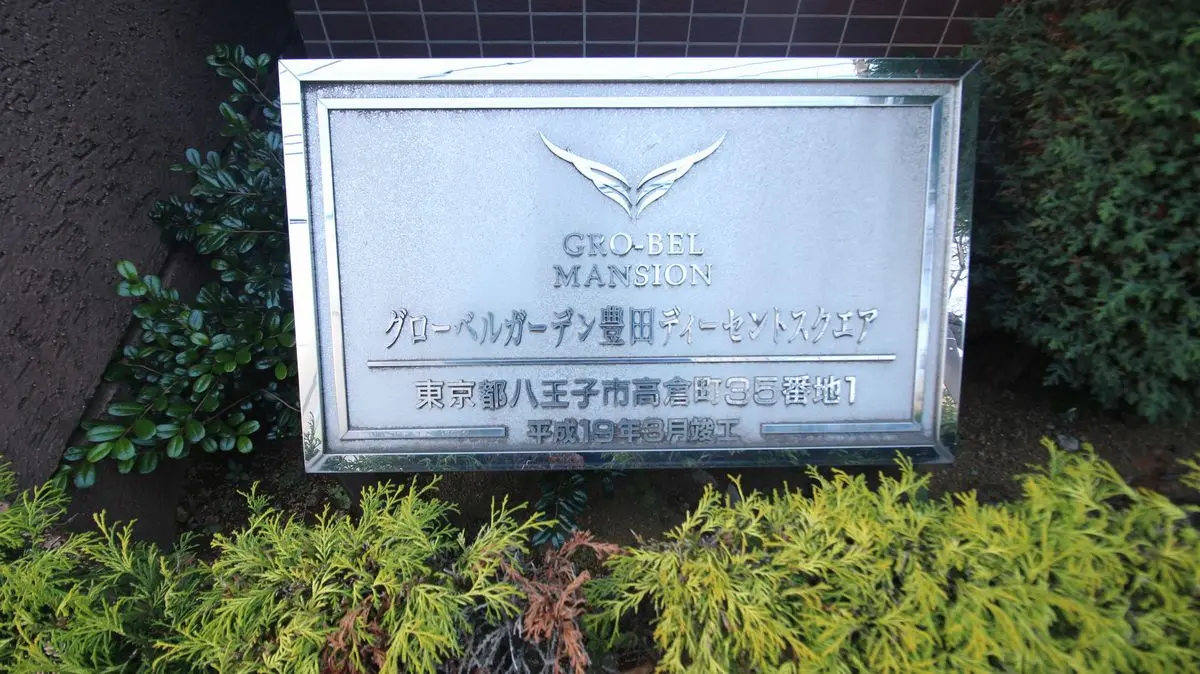 GRO-BEL
MANSION
グローベルガーデン豊田ディーセントスクエア
東京都八王子市高倉町35番地1
平成19年3月竣工